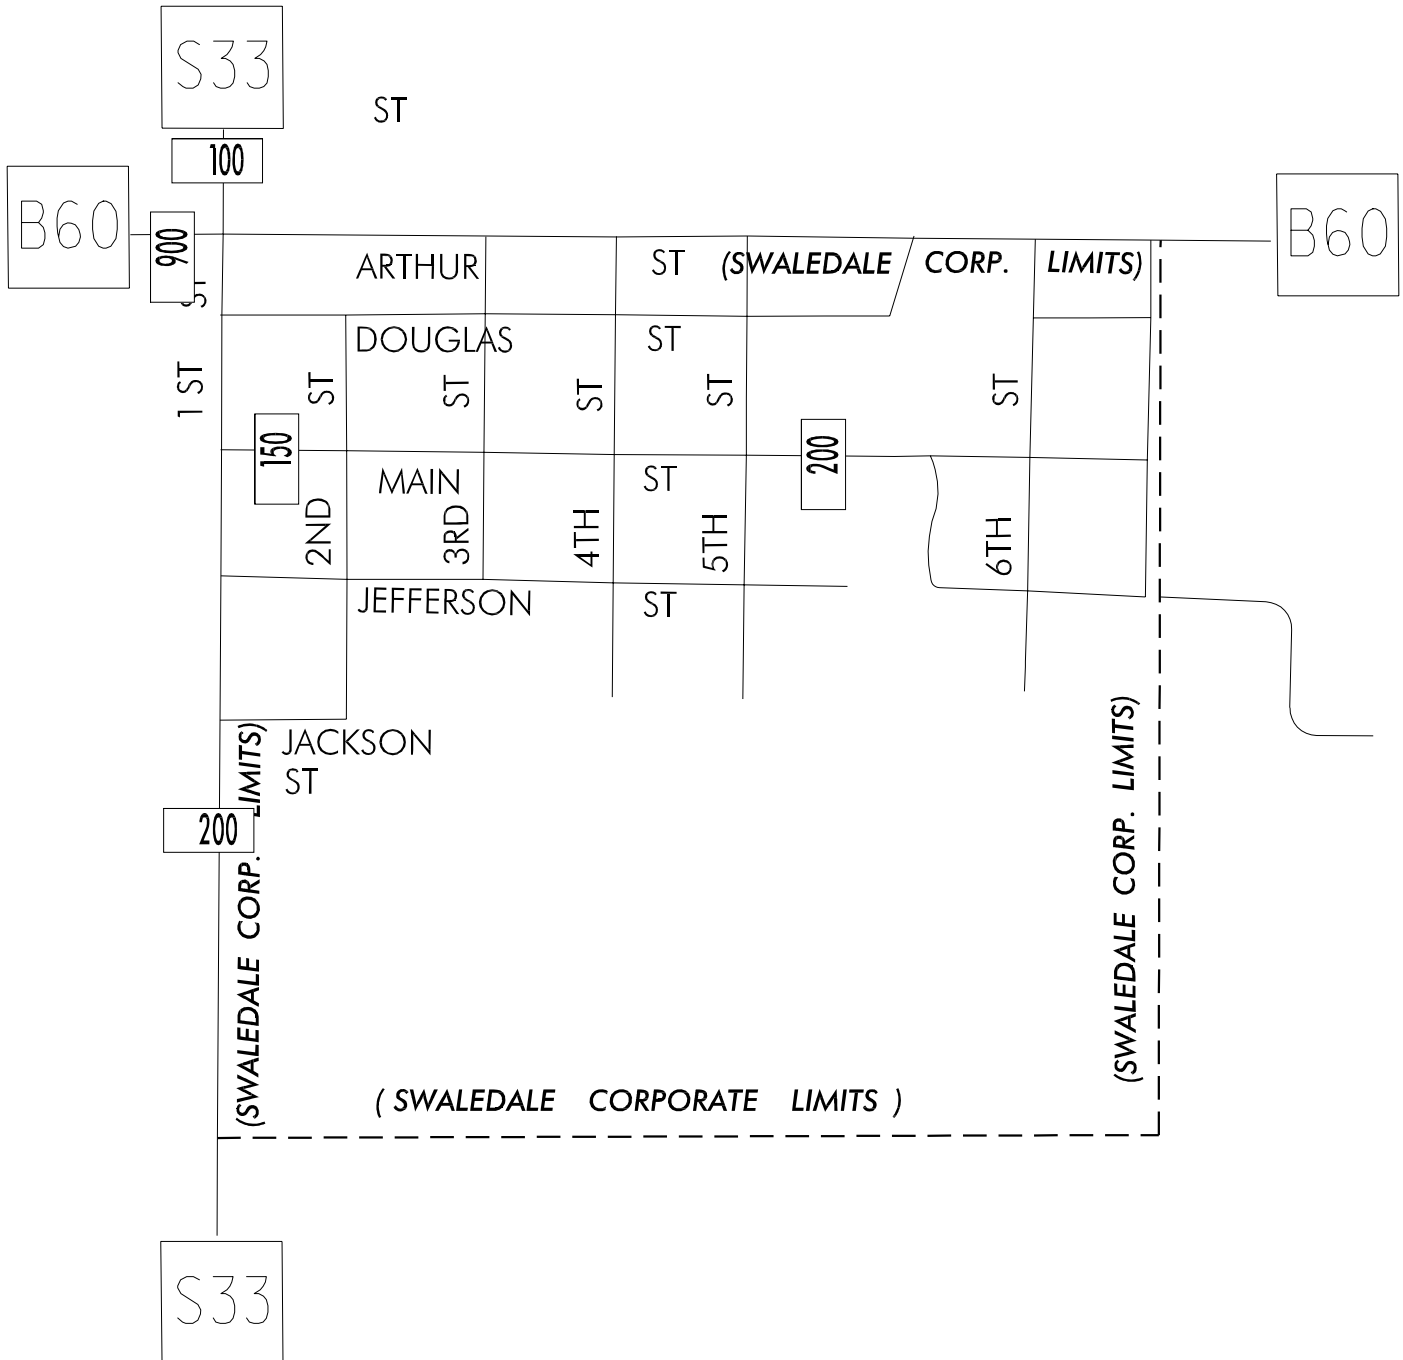 S33
ST
100
B60
900
B60
ARTHUR ST (SWALEDALE CORP. LIMITS)
ST
DOUGLAS ST
1 ST
ST
ST
ST
ST
ST
150
200
MAIN ST
2ND
3RD
4TH
5TH
6TH
JEFFERSON ST
JACKSON
ST
200
(SWALEDALE CORP. LIMITS)
(SWALEDALE CORP. LIMITS)
( SWALEDALE CORPORATE LIMITS )
S33